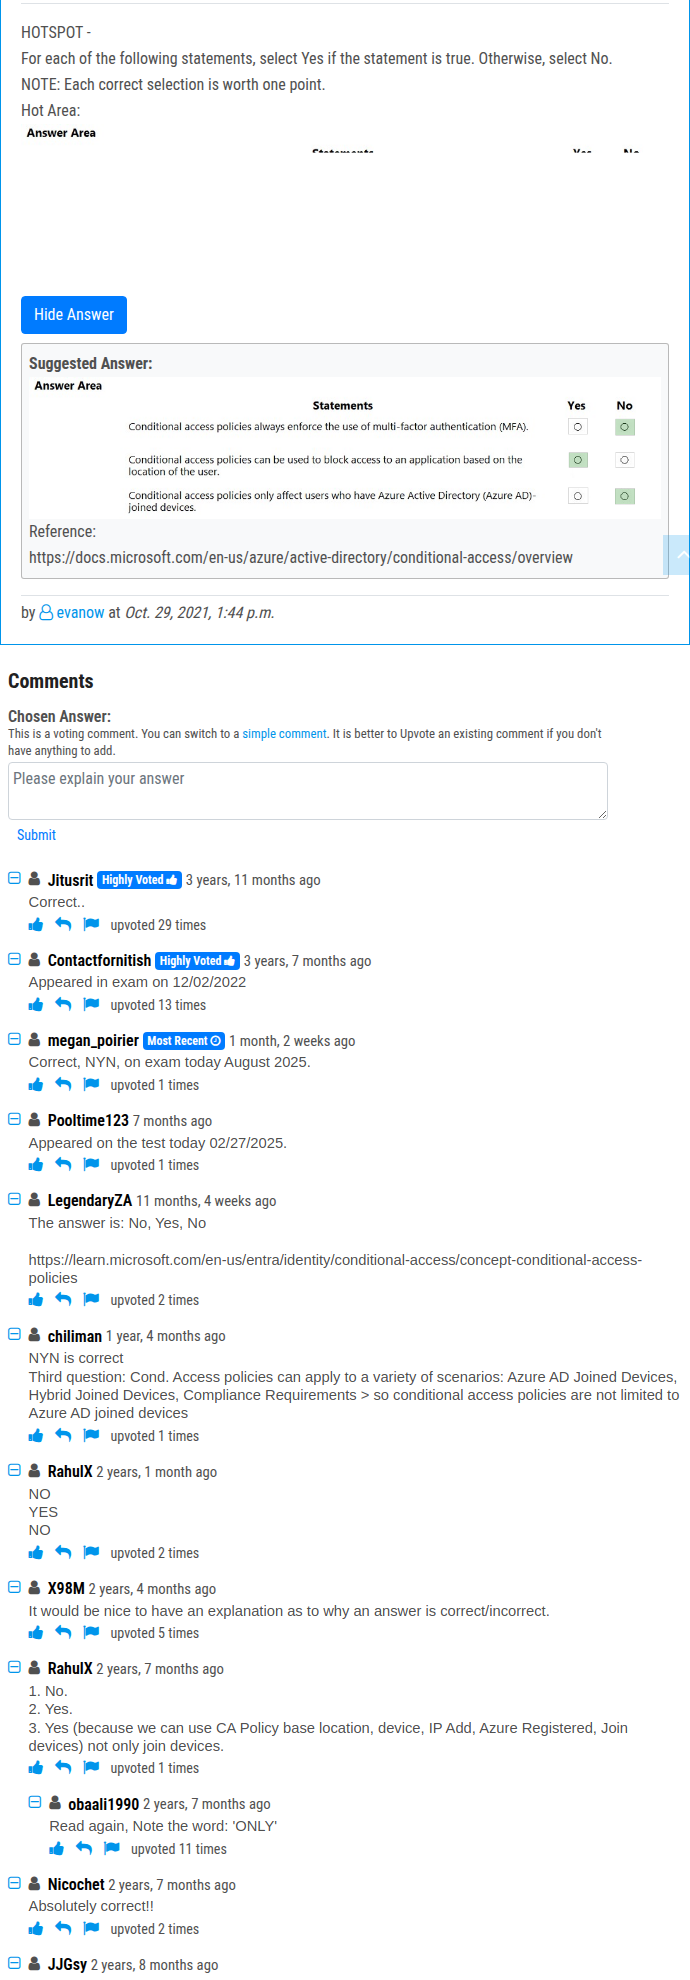 HOTSPOT -
For each of the following statements, select Yes if the statement is true. Otherwise, select No.
NOTE: Each correct selection is worth one point.
Hot Area:
Answer Area
Statements Yes No
Hide Answer
Suggested Answer:
Answer Area
Statements Yes No
Conditional access policies always enforce the use of multi-factor authentication (MFA).
Conditional access policies can be used to block access to an application based on the
location of the user.
Conditional access policies only affect users who have Azure Active Directory (Azure AD)-
joined devices.
Reference:
https://docs.microsoft.com/en-us/azure/active-directory/conditional-access/overview
by evanow at Oct. 29, 2021, 1:44 p.m.
Comments
Chosen Answer:
This is a voting comment. You can switch to a simple comment. It is better to Upvote an existing comment if you don't
have anything to add.
Please explain your answer
Submit
Jitusrit Highly Voted 3 years, 11 months ago
Correct..
upvoted 29 times
Contactfornitish Highly Voted 3 years, 7 months ago
Appeared in exam on 12/02/2022
upvoted 13 times
megan_poirier Most Recent 1 month, 2 weeks ago
Correct, NYN, on exam today August 2025.
upvoted 1 times
Pooltime123 7 months ago
Appeared on the test today 02/27/2025.
upvoted 1 times
LegendaryZA 11 months, 4 weeks ago
The answer is: No, Yes, No
https://learn.microsoft.com/en-us/entra/identity/conditional-access/concept-conditional-access-
policies
upvoted 2 times
chiliman 1 year, 4 months ago
NYN is correct
Third question: Cond. Access policies can apply to a variety of scenarios: Azure AD Joined Devices,
Hybrid Joined Devices, Compliance Requirements > so conditional access policies are not limited to
Azure AD joined devices
upvoted 1 times
RahulX 2 years, 1 month ago
NO
YES
NO
upvoted 2 times
X98M 2 years, 4 months ago
It would be nice to have an explanation as to why an answer is correct/incorrect.
upvoted 5 times
RahulX 2 years, 7 months ago
1. No.
2. Yes.
3. Yes (because we can use CA Policy base location, device, IP Add, Azure Registered, Join
devices) not only join devices.
upvoted 1 times
obaali1990 2 years, 7 months ago
Read again, Note the word: 'ONLY'
upvoted 11 times
Nicochet 2 years, 7 months ago
Absolutely correct!!
upvoted 2 times
JJGsy 2 years, 8 months ago